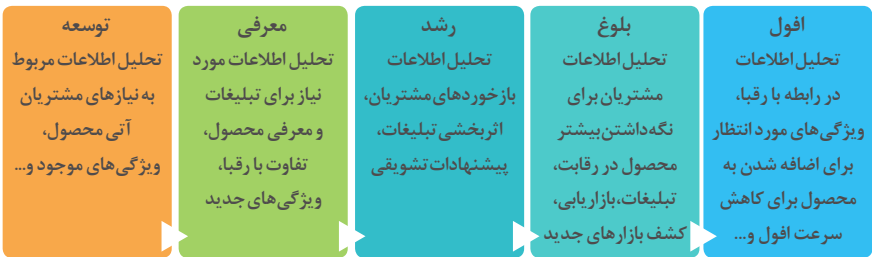 توسعه
تحلیل اطلاعات مربوط
به نیازهای مشتریان
آتی محصول،
ویژگی‌های موجود و...
معرفی
تحلیل اطلاعات مورد
نیاز برای تبلیغات
و معرفی محصول،
تفاوت با رقبا،
ویژگی‌های جدید
رشد
تحلیل اطلاعات
بازخوردهای مشتریان،
اثربخشی تبلیغات،
پیشنهادات تشویقی
بلوغ
تحلیل اطلاعات
مشتریان برای
نگه‌داشتن بیشتر
محصول در رقابت،
تبلیغات، بازاریابی،
کشف بازارهای جدید
افول
تحلیل اطلاعات
در رابطه با رقبا،
ویژگی‌های مورد انتظار
برای اضافه شدن به
محصول برای کاهش
سرعت افول و...